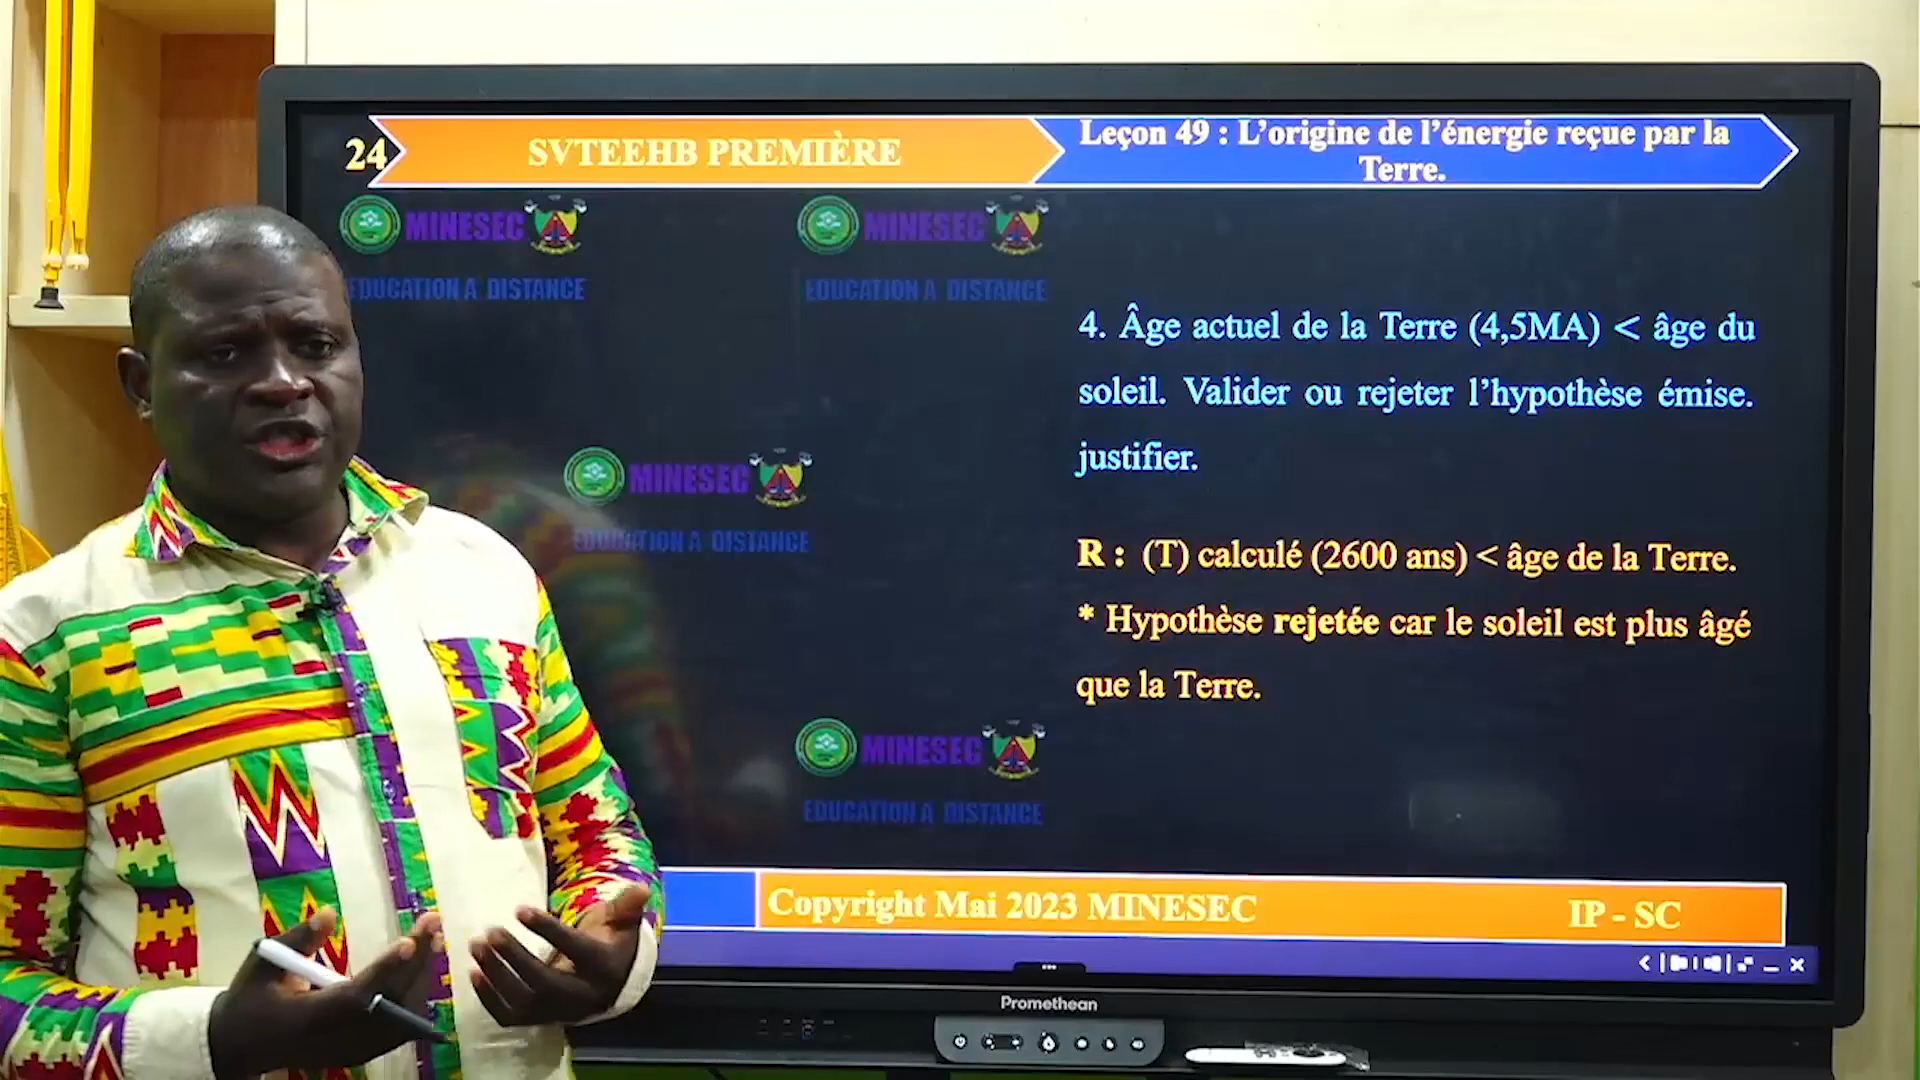 24
SVTEEHB PREMIÈRE
Leçon 49 : L’origine de l’énergie reçue par la
Terre.
MINESEC
EDUCATION A DISTANCE
MINESEC
EDUCATION A DISTANCE
4. Âge actuel de la Terre (4,5MA) < âge du
soleil. Valider ou rejeter l’hypothèse émise.
justifier.
MINESEC
EDUCATION A DISTANCE
R : (T) calculé (2600 ans) < âge de la Terre.
* Hypothèse rejetée car le soleil est plus âgé
que la Terre.
MINESEC
EDUCATION A DISTANCE
Copyright Mai 2023 MINESEC
IP - SC
Promethean